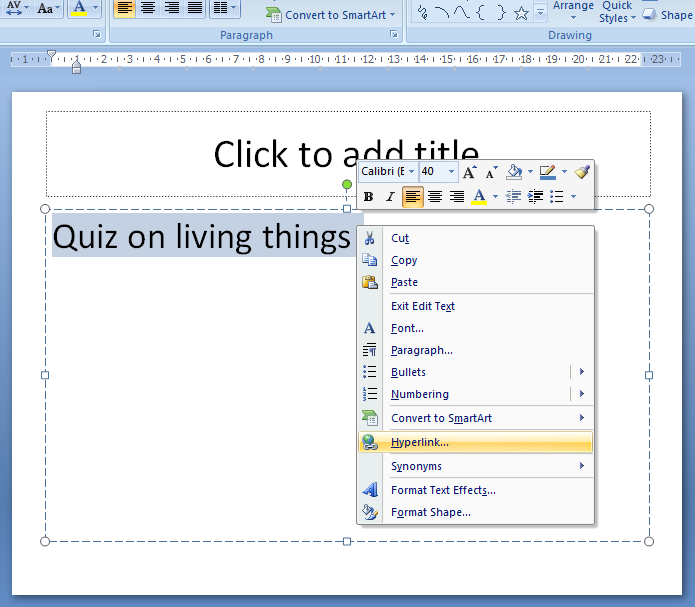 AV Aa A Convert to SmartArt Arrange Quick Styles Shape
Paragraph Drawing
1 1 2 3 4 5 6 7 8 9 10 11 12 13 14 15 16 17 18 19 20 21 22 23
Click to add title
Calibri (E 40 A A
B I A
Quiz on living things
Cut
Copy
Paste
Exit Edit Text
A Font...
Paragraph...
Bullets
Numbering
Convert to SmartArt
Hyperlink...
Synonyms
Format Text Effects...
Format Shape...